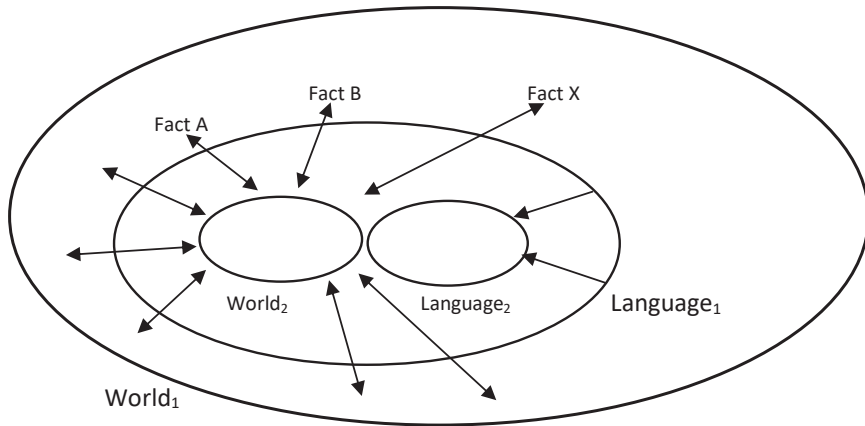 Fact B
Fact X
Fact A
World₂
Language₂
Language₁
World₁